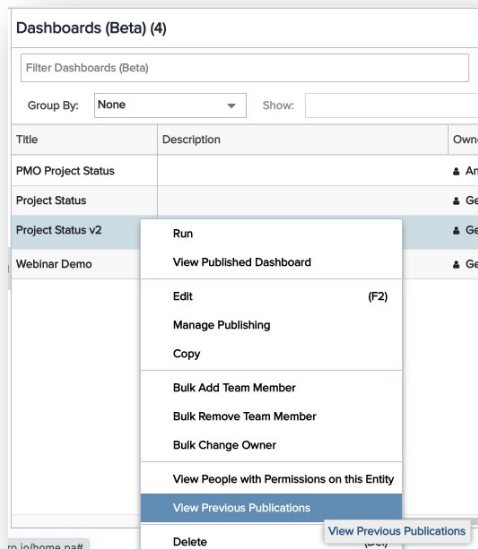 Dashboards (Beta) (4)
Filter Dashboards (Beta)
Group By: None Show:
Title Description
PMO Project Status
Project Status
Project Status v2
Webinar Demo
Run
View Published Dashboard
Edit (F2)
Manage Publishing
Copy
Bulk Add Team Member
Bulk Remove Team Member
Bulk Change Owner
View People with Permissions on this Entity
View Previous Publications
View Previous Publications
Delete